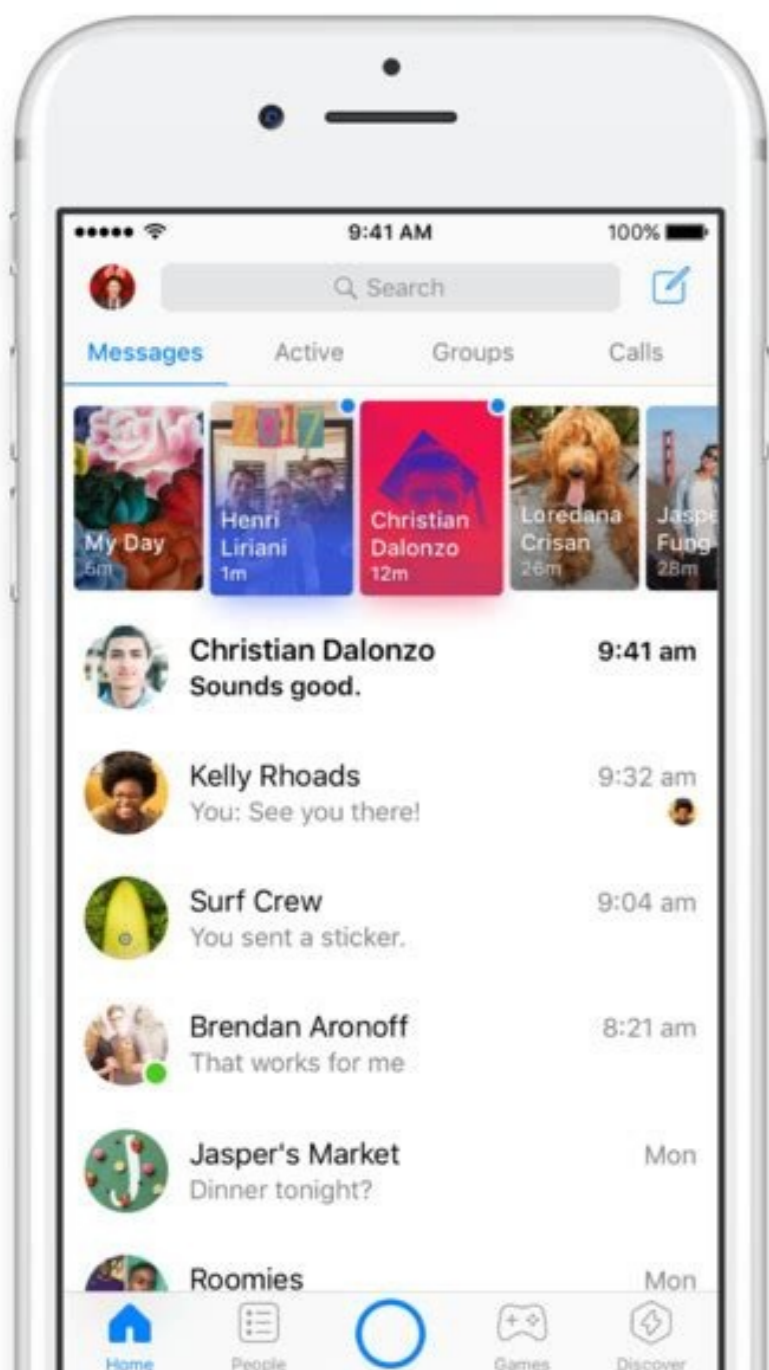 9:41 AM
100%
Search
Messages
Active
Groups
Calls
2017
My Day
6m
Henri
Liriani
1m
Christian
Dalonzo
12m
Loredana
Crisan
26m
Jaspe
Fung
28m
Christian Dalonzo
9:41 am
Sounds good.
Kelly Rhoads
9:32 am
You: See you there!
Surf Crew
9:04 am
You sent a sticker.
Brendan Aronoff
8:21 am
That works for me
Jasper's Market
Mon
Dinner tonight?
Roomies
Mon
Home
People
Games
Discover